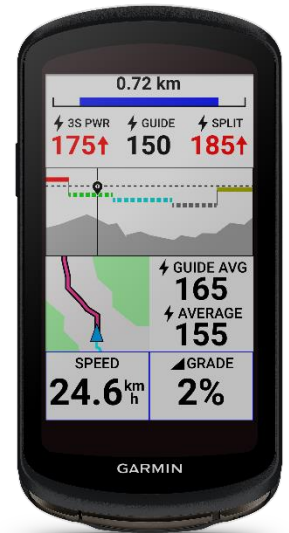 0.72 km
3S PWR GUIDE SPLIT
175↑ 150 185↑
GUIDE AVG
165
AVERAGE
155
SPEED GRADE
24.6 km/h 2%
GARMIN